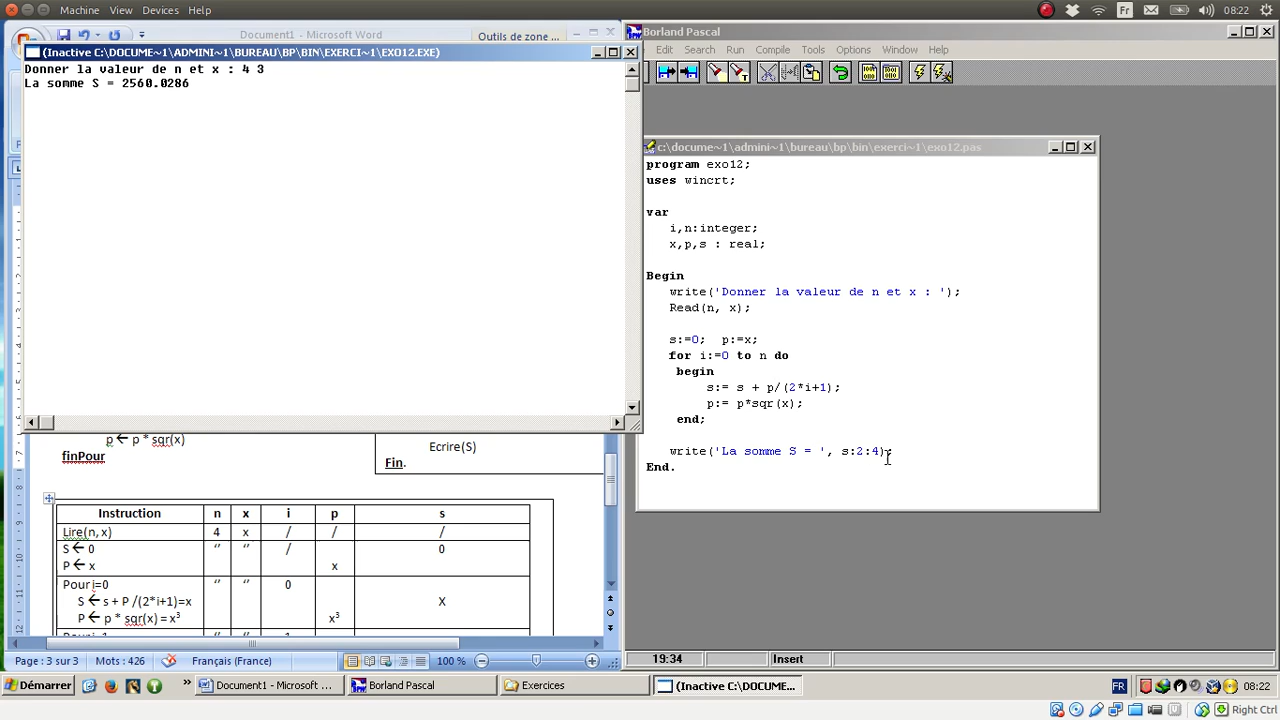 Machine View Devices Help
Fr
08:22
Document1 - Microsoft Word
Outils de zone ...
(Inactive C:\DOCUME~1\ADMINI~1\BUREAU\BP\BIN\EXERCI~1\EXO12.EXE)
Donner la valeur de n et x : 4 3
La somme S = 2560.0286
Borland Pascal
Edit Search Run Compile Tools Options Window Help
c:\docume~1\admini~1\bureau\bp\bin\exerci~1\exo12.pas
program exo12;
uses wincrt;
var
i,n:integer;
x,p,s : real;
Begin
write('Donner la valeur de n et x : ');
Read(n, x);
s:=0; p:=x;
for i:=0 to n do
begin
s:= s + p/(2*i+1);
p:= p*sqr(x);
end;
write('La somme S = ', s:2:4);
End.
19:34 Insert
p ← p * sqr(x)
finPour
Ecrire(S)
Fin.
Instruction n x i p s
Lire(n, x) 4 x / / /
S ← 0 " " / 0
P ← x x
Pour i=0 " " 0
S ← s + P /(2*i+1)=x X
P ← p * sqr(x) = x³ x³
Page : 3 sur 3 Mots : 426 Français (France) 100 %
Démarrer
Document1 - Microsoft ...
Borland Pascal
Exercices
(Inactive C:\DOCUME...
FR
08:22
Right Ctrl